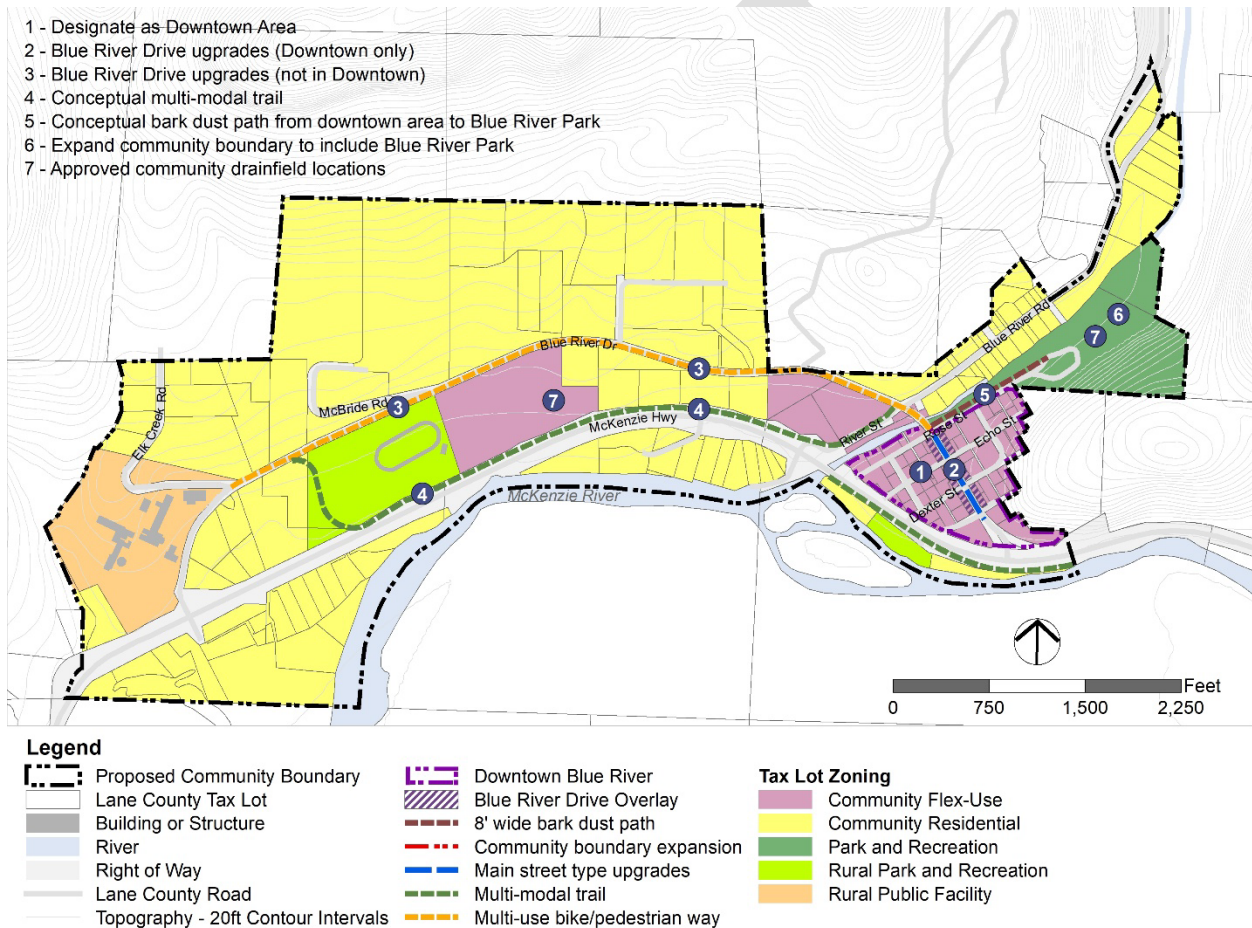 1 - Designate as Downtown Area
2 - Blue River Drive ugprades (Downtown only)
3 - Blue River Drive upgrades (not in Downtown)
4 - Conceptual multi-modal trail
5 - Conceptual bark dust path from downtown area to Blue River Park
6 - Expand community boundary to include Blue River Park
7 - Approved community drainfield locations
6
7
Blue River Rd
Blue River Dr
3
5
McBride Rd
3
7
4
McKenzie Hwy
River St
Rose St
Echo St
Elk Creek Rd
1
2
4
McKenzie River
Dexter St
Feet
0 750 1,500 2,250
Legend
Proposed Community Boundary
Lane County Tax Lot
Building or Structure
River
Right of Way
Lane County Road
Topography - 20ft Contour Intervals
Downtown Blue River
Blue River Drive Overlay
8' wide bark dust path
Community boundary expansion
Main street type upgrades
Multi-modal trail
Multi-use bike/pedestrian way
Tax Lot Zoning
Community Flex-Use
Community Residential
Park and Recreation
Rural Park and Recreation
Rural Public Facility